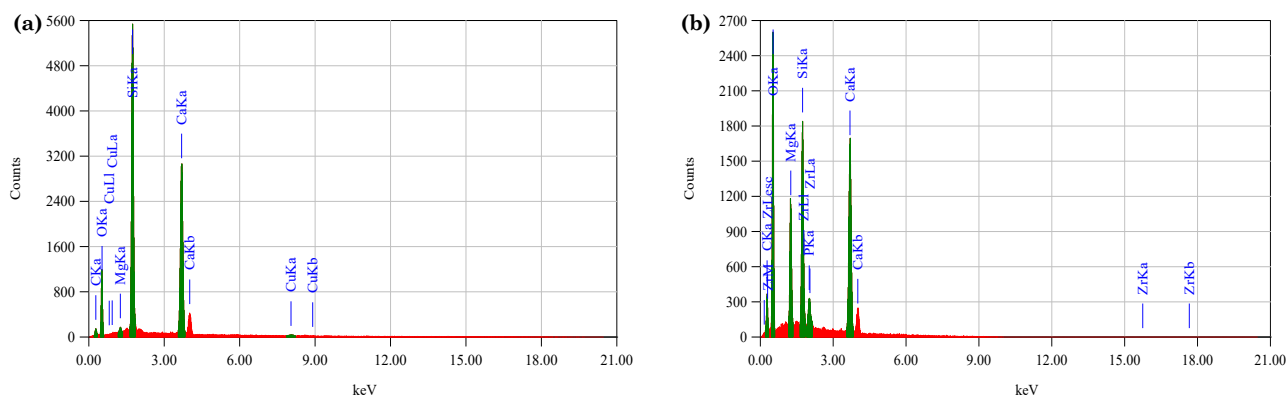 (a)
5600
4800
4000
3200
2400
1600
800
0
Counts
CKa
OKa
CuLl
CuLa
MgKa
SiKa
CaKa
CaKb
CuKa
CuKb
0.00 3.00 6.00 9.00 12.00 15.00 18.00 21.00
keV
(b)
2700
2400
2100
1800
1500
1200
900
600
300
0
Counts
ZrM
CKa
ZrLesc
OKa
MgKa
SiKa
ZrLl
ZrLa
PKa
CaKa
CaKb
ZrKa
ZrKb
0.00 3.00 6.00 9.00 12.00 15.00 18.00 21.00
keV